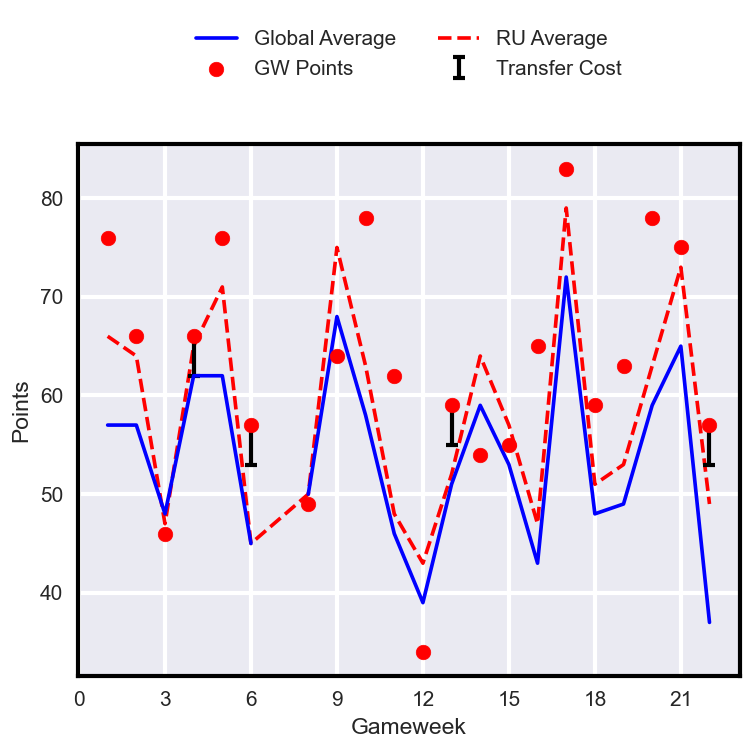 Global Average RU Average
GW Points Transfer Cost
80
70
60
50
40
Points
0 3 6 9 12 15 18 21
Gameweek